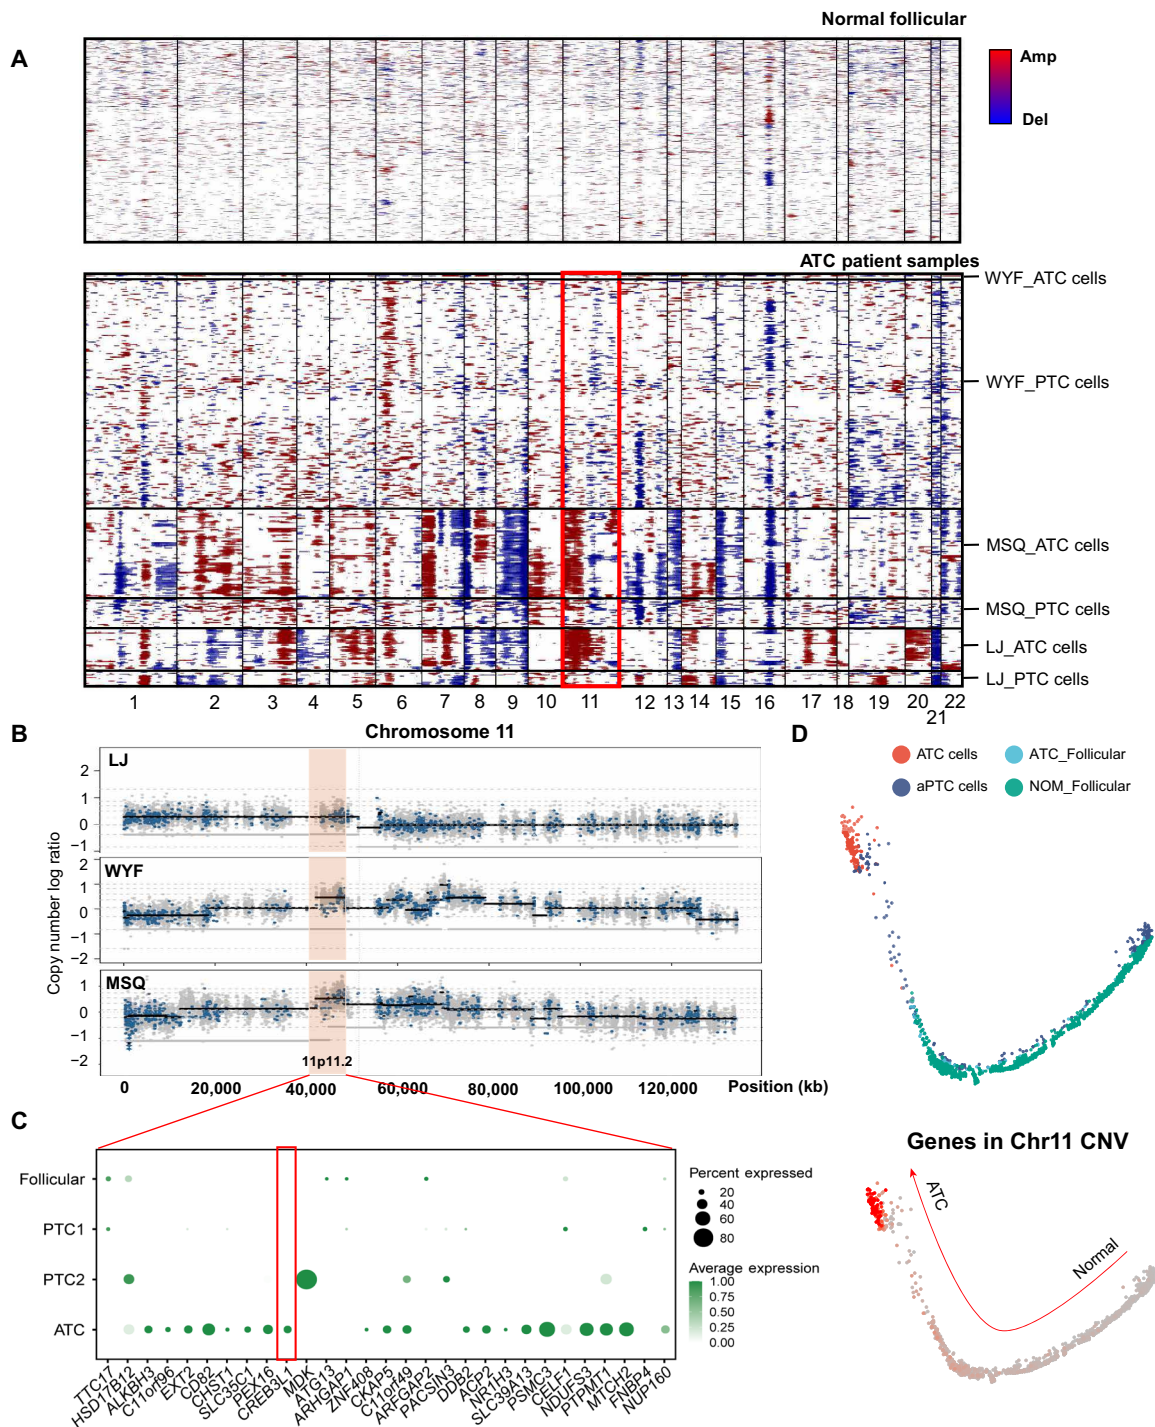 Normal follicular
A
Amp
Del
ATC patient samples
WYF_ATC cells
WYF_PTC cells
MSQ_ATC cells
MSQ_PTC cells
LJ_ATC cells
LJ_PTC cells
1 2 3 4 5 6 7 8 9 10 11 12 13 14 15 16 17 18 19 20 21 22
B
Chromosome 11
LJ
2
1
0
−1
WYF
2
1
0
−1
−2
MSQ
1
0
−1
−2
Copy number log ratio
11p11.2
0 20,000 40,000 60,000 80,000 100,000 120,000 Position (kb)
C
Follicular
PTC1
PTC2
ATC
TTC17
HSD17B12
ALKBH3
C11orf96
EXT2
CD82
CHST1
SLC35C1
PEX16
CREB3L1
MDK
ATG13
ARHGAP1
ZNF408
CKAP5
C11orf49
ARFGAP2
PACSIN3
DDB2
ACP2
NR1H3
SLC39A13
PSMC3
CELF1
NDUFS3
PTPMT1
MTCH2
FNBP4
NUP160
Percent expressed
20
40
60
80
Average expression
1.00
0.75
0.50
0.25
0.00
D
ATC cells
ATC_Follicular
aPTC cells
NOM_Follicular
Genes in Chr11 CNV
ATC
Normal